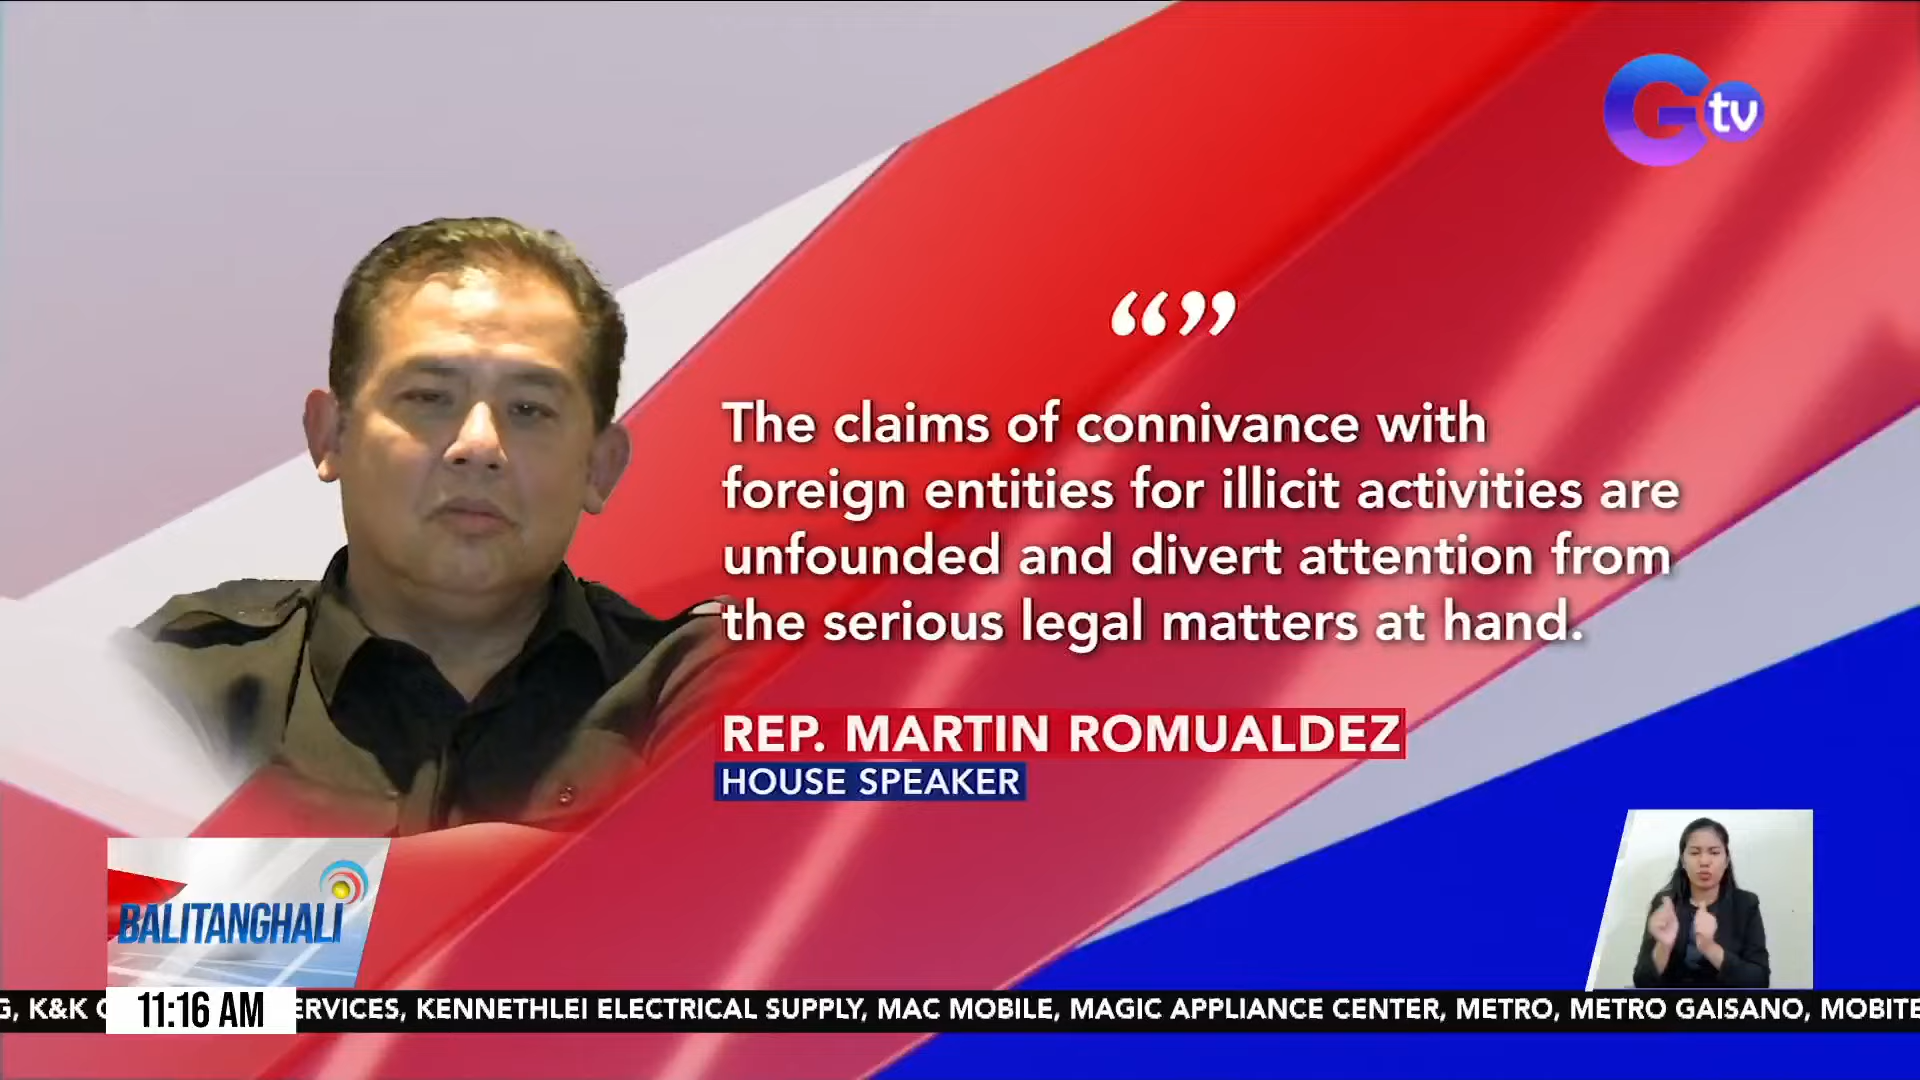 Gtv
“”
The claims of connivance with
foreign entities for illicit activities are
unfounded and divert attention from
the serious legal matters at hand.
REP. MARTIN ROMUALDEZ
HOUSE SPEAKER
BALITANGHALI
11:16 AM
G, K&K ERVICES, KENNETHLEI ELECTRICAL SUPPLY, MAC MOBILE, MAGIC APPLIANCE CENTER, METRO, METRO GAISANO, MOBITE